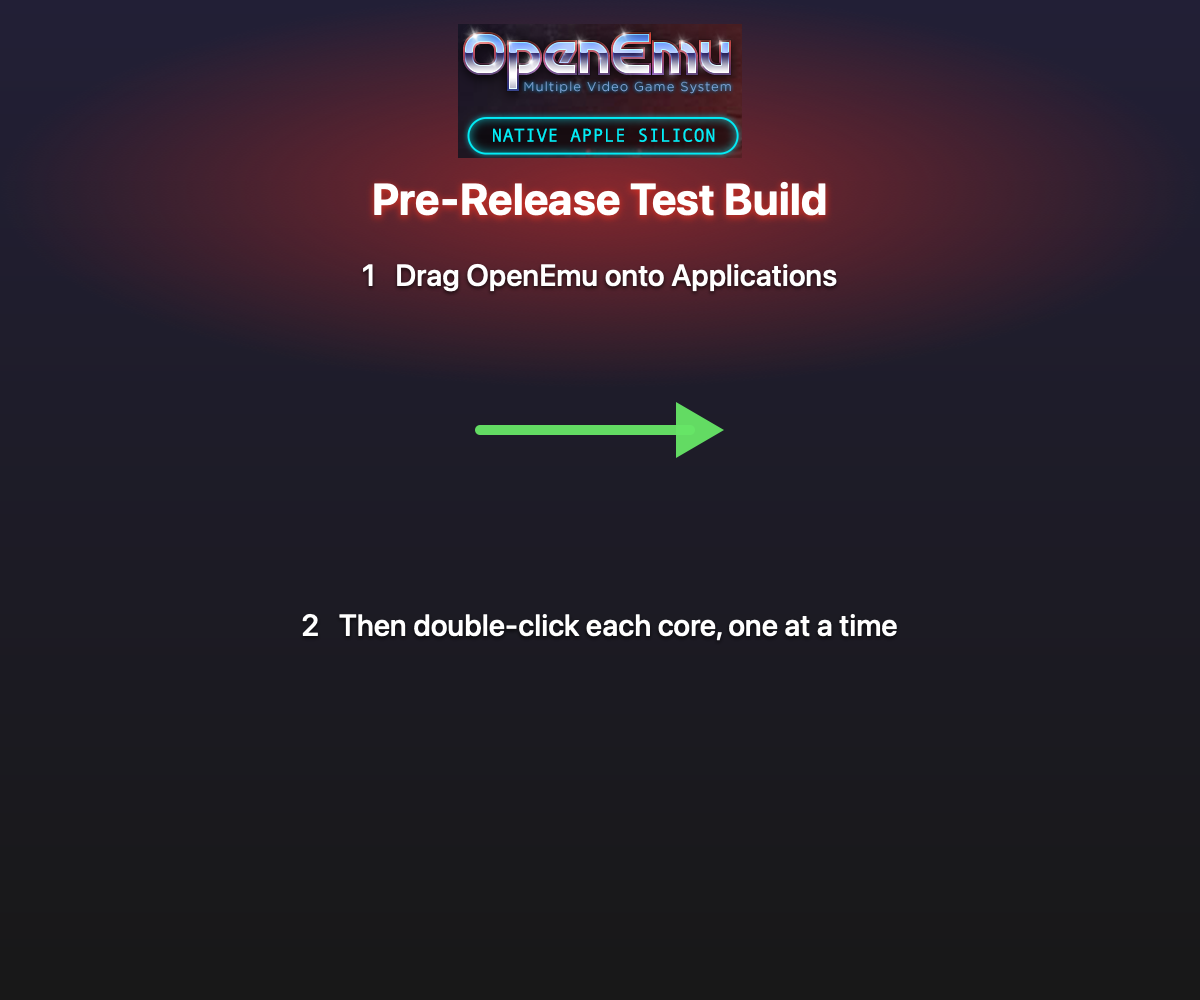 OpenEmu
Multiple Video Game System
NATIVE APPLE SILICON
Pre-Release Test Build
1 Drag OpenEmu onto Applications
2 Then double-click each core, one at a time